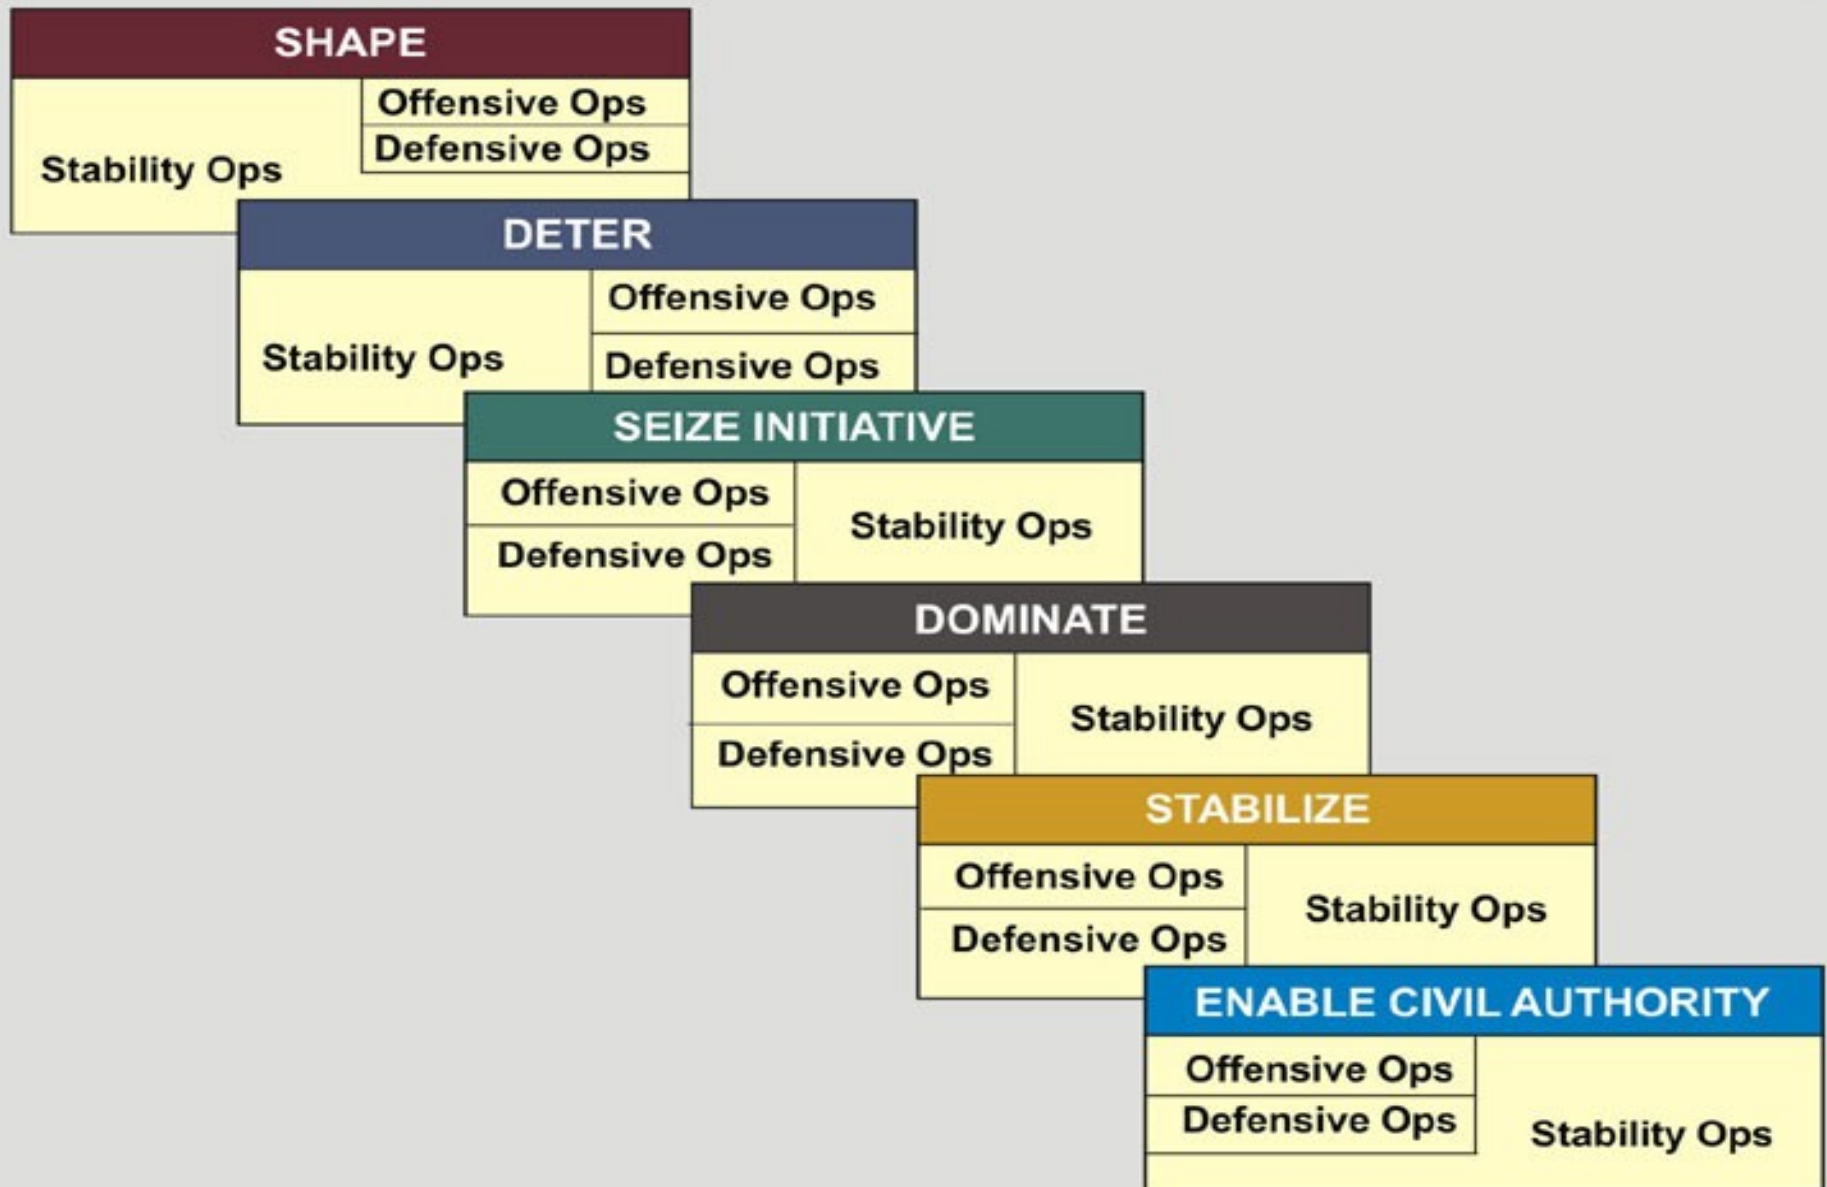 SHAPE
Offensive Ops
Defensive Ops
Stability Ops
DETER
Offensive Ops
Stability Ops
Defensive Ops
SEIZE INITIATIVE
Offensive Ops
Stability Ops
Defensive Ops
DOMINATE
Offensive Ops
Stability Ops
Defensive Ops
STABILIZE
Offensive Ops
Stability Ops
Defensive Ops
ENABLE CIVIL AUTHORITY
Offensive Ops
Defensive Ops
Stability Ops